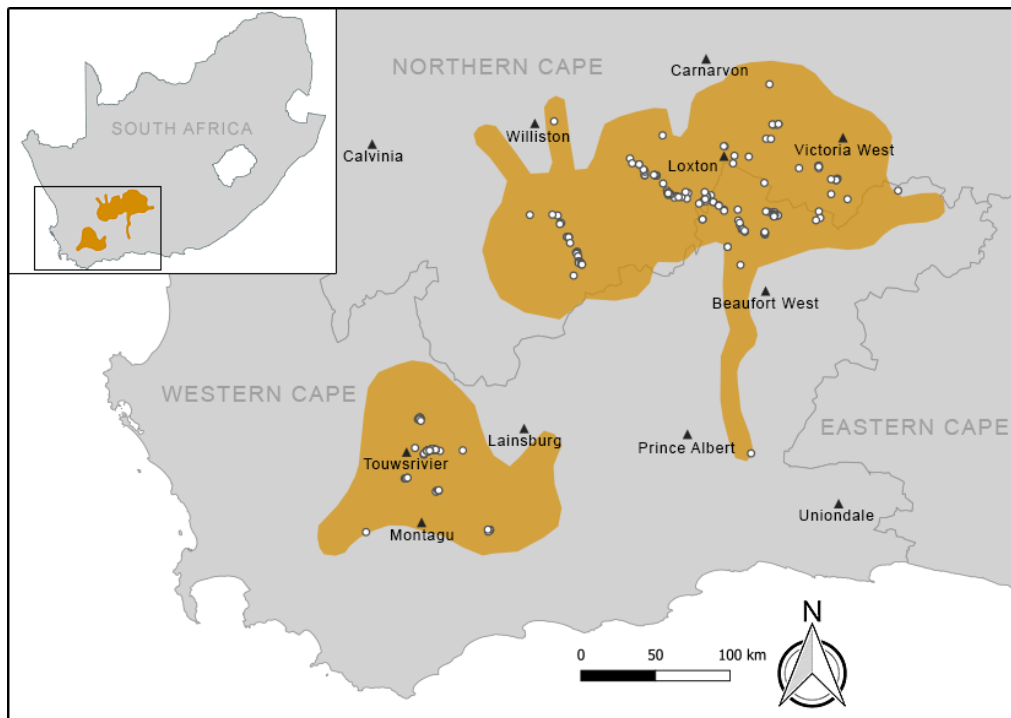 SOUTH AFRICA
NORTHERN CAPE
Carnarvon
Williston
Calvinia
Victoria West
Loxton
Beaufort West
WESTERN CAPE
Lainsburg
Prince Albert
EASTERN CAPE
Touwsrivier
Uniondale
Montagu
N
0 50 100 km